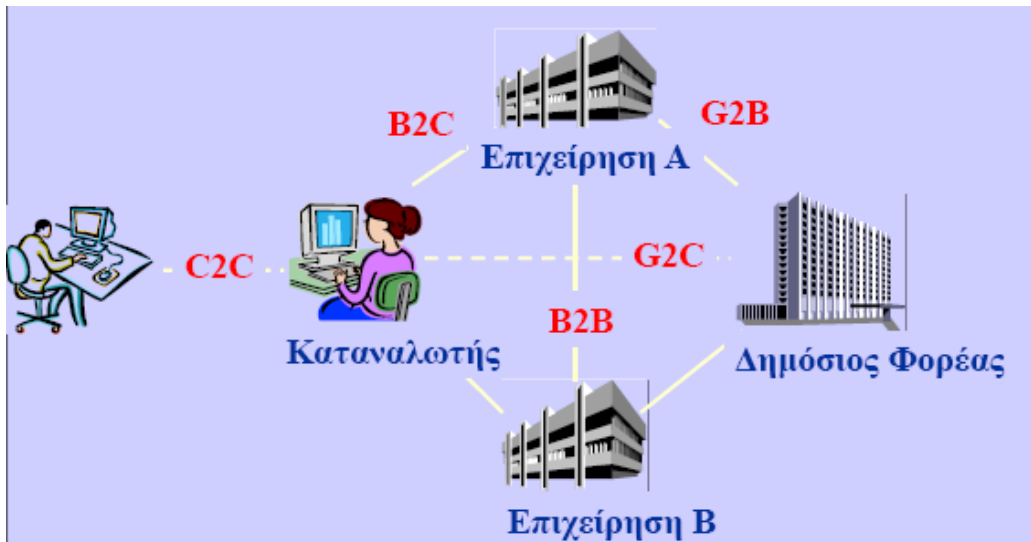 B2C
G2B
Επιχείρηση Α
C2C
G2C
B2B
Καταναλωτής
Δημόσιος Φορέας
Επιχείρηση Β